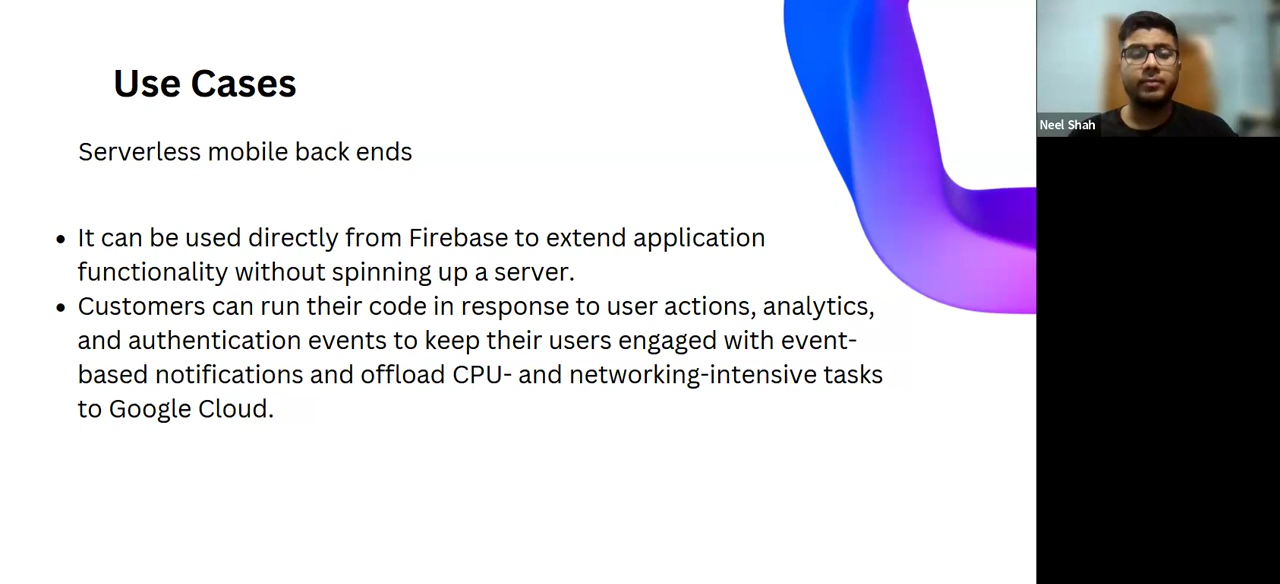 Use Cases
Serverless mobile back ends
• It can be used directly from Firebase to extend application
functionality without spinning up a server.
• Customers can run their code in response to user actions, analytics,
and authentication events to keep their users engaged with event-
based notifications and offload CPU- and networking-intensive tasks
to Google Cloud.
Neel Shah